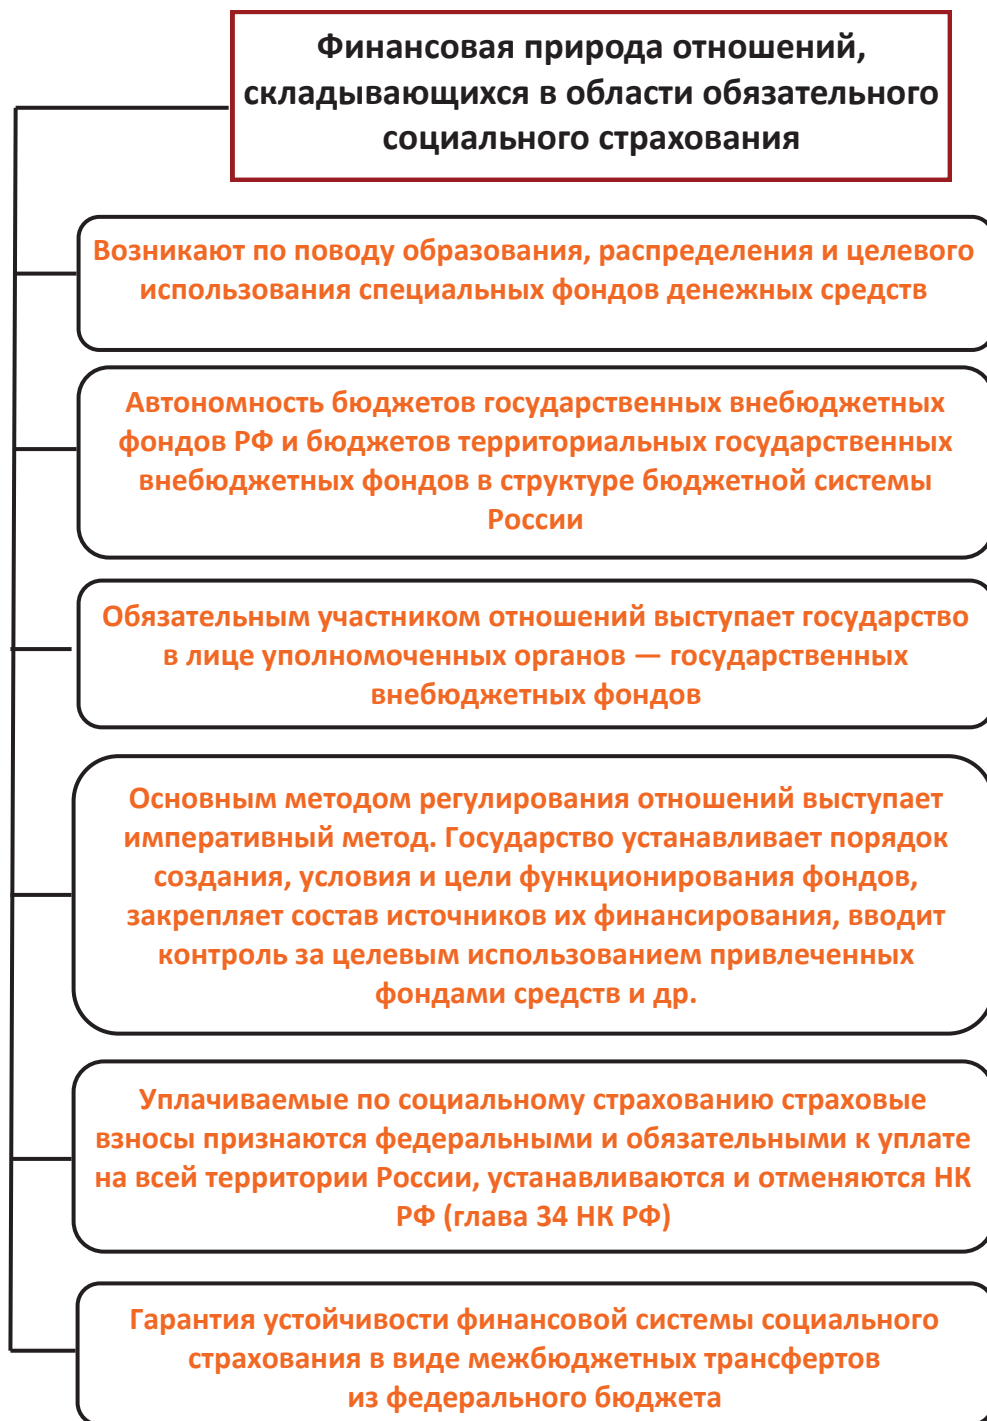 Финансовая природа отношений,
складывающихся в области обязательного
социального страхования
Возникают по поводу образования, распределения и целевого
использования специальных фондов денежных средств
Автономность бюджетов государственных внебюджетных
фондов РФ и бюджетов территориальных государственных
внебюджетных фондов в структуре бюджетной системы
России
Обязательным участником отношений выступает государство
в лице уполномоченных органов — государственных
внебюджетных фондов
Основным методом регулирования отношений выступает
императивный метод. Государство устанавливает порядок
создания, условия и цели функционирования фондов,
закрепляет состав источников их финансирования, вводит
контроль за целевым использованием привлеченных
фондами средств и др.
Уплачиваемые по социальному страхованию страховые
взносы признаются федеральными и обязательными к уплате
на всей территории России, устанавливаются и отменяются НК
РФ (глава 34 НК РФ)
Гарантия устойчивости финансовой системы социального
страхования в виде межбюджетных трансфертов
из федерального бюджета